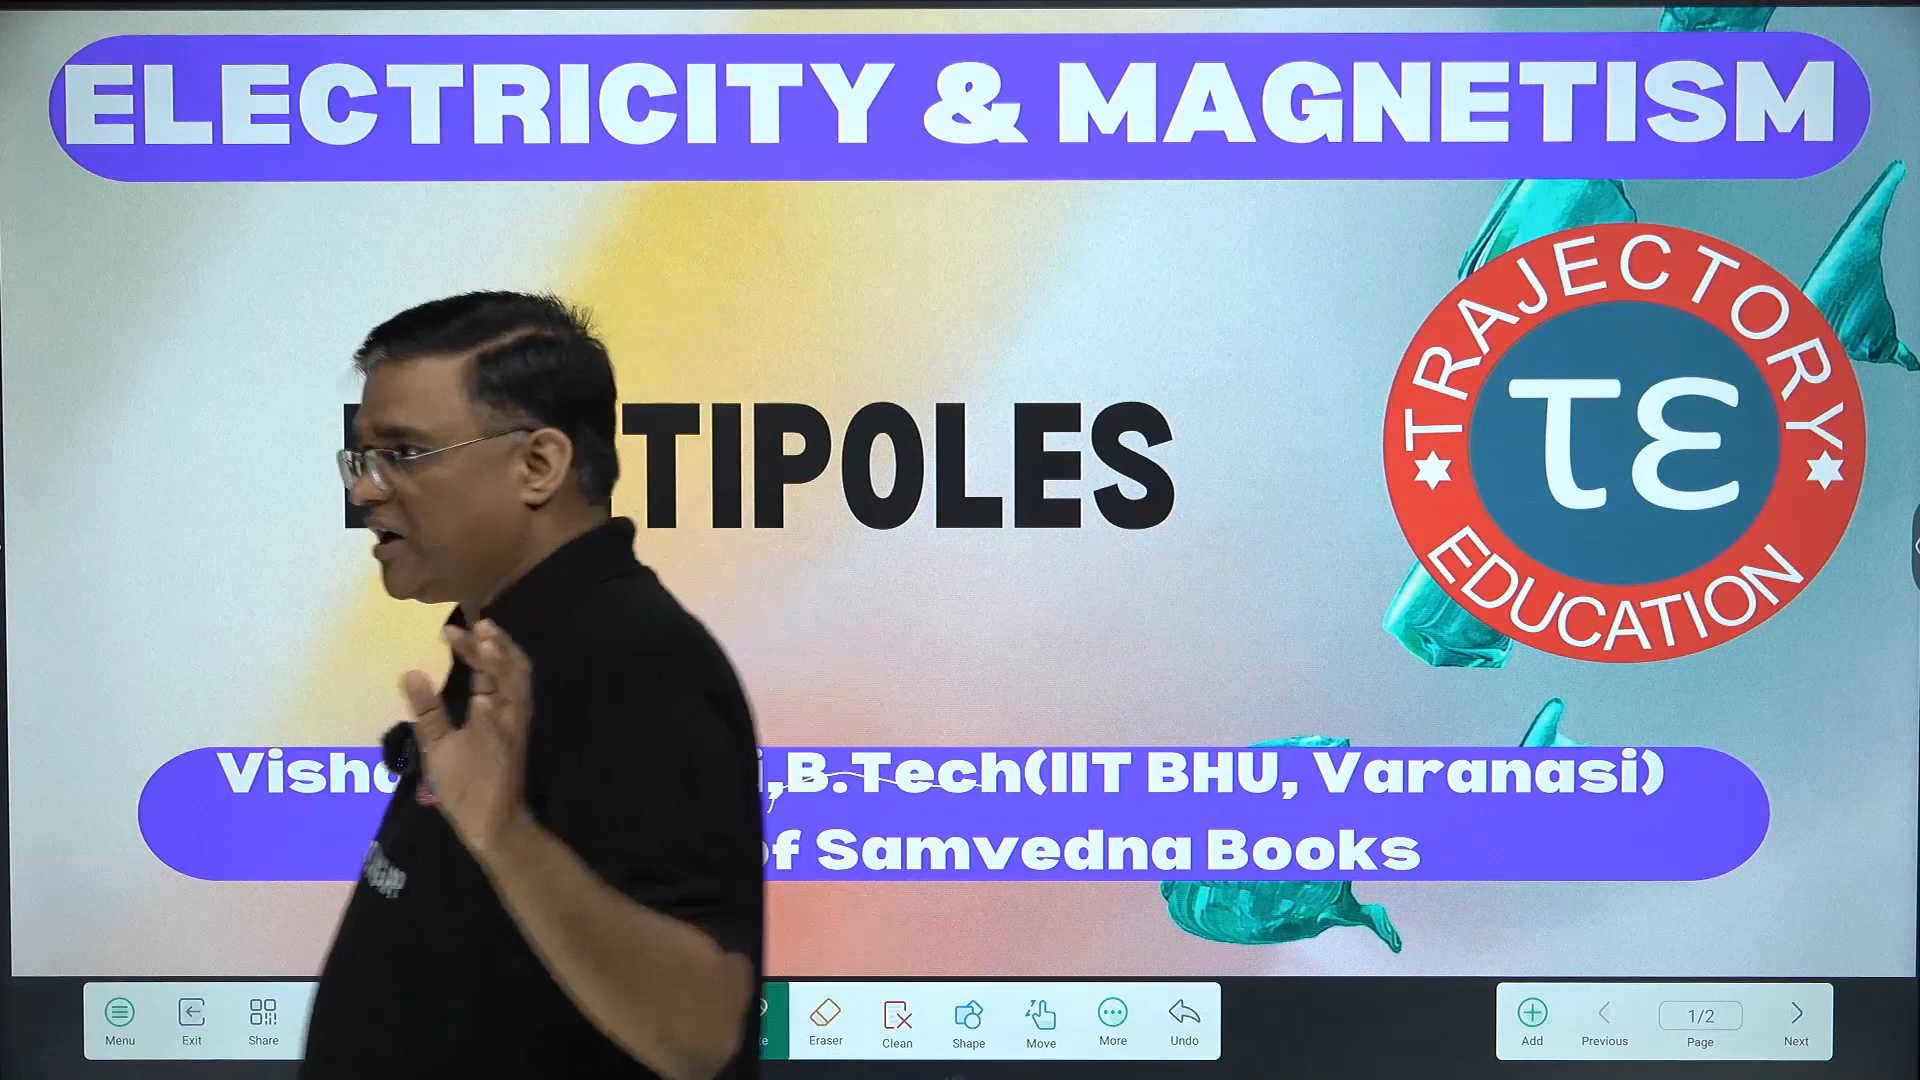 ELECTRICITY & MAGNETISM
TRAJECTORY
τε
EDUCATION
TIPOLES
B.Tech(IIT BHU, Varanasi)
of Samvedna Books
Menu
Exit
Share
Eraser
Clean
Shape
Move
More
Undo
Add
Previous
1/2
Page
Next